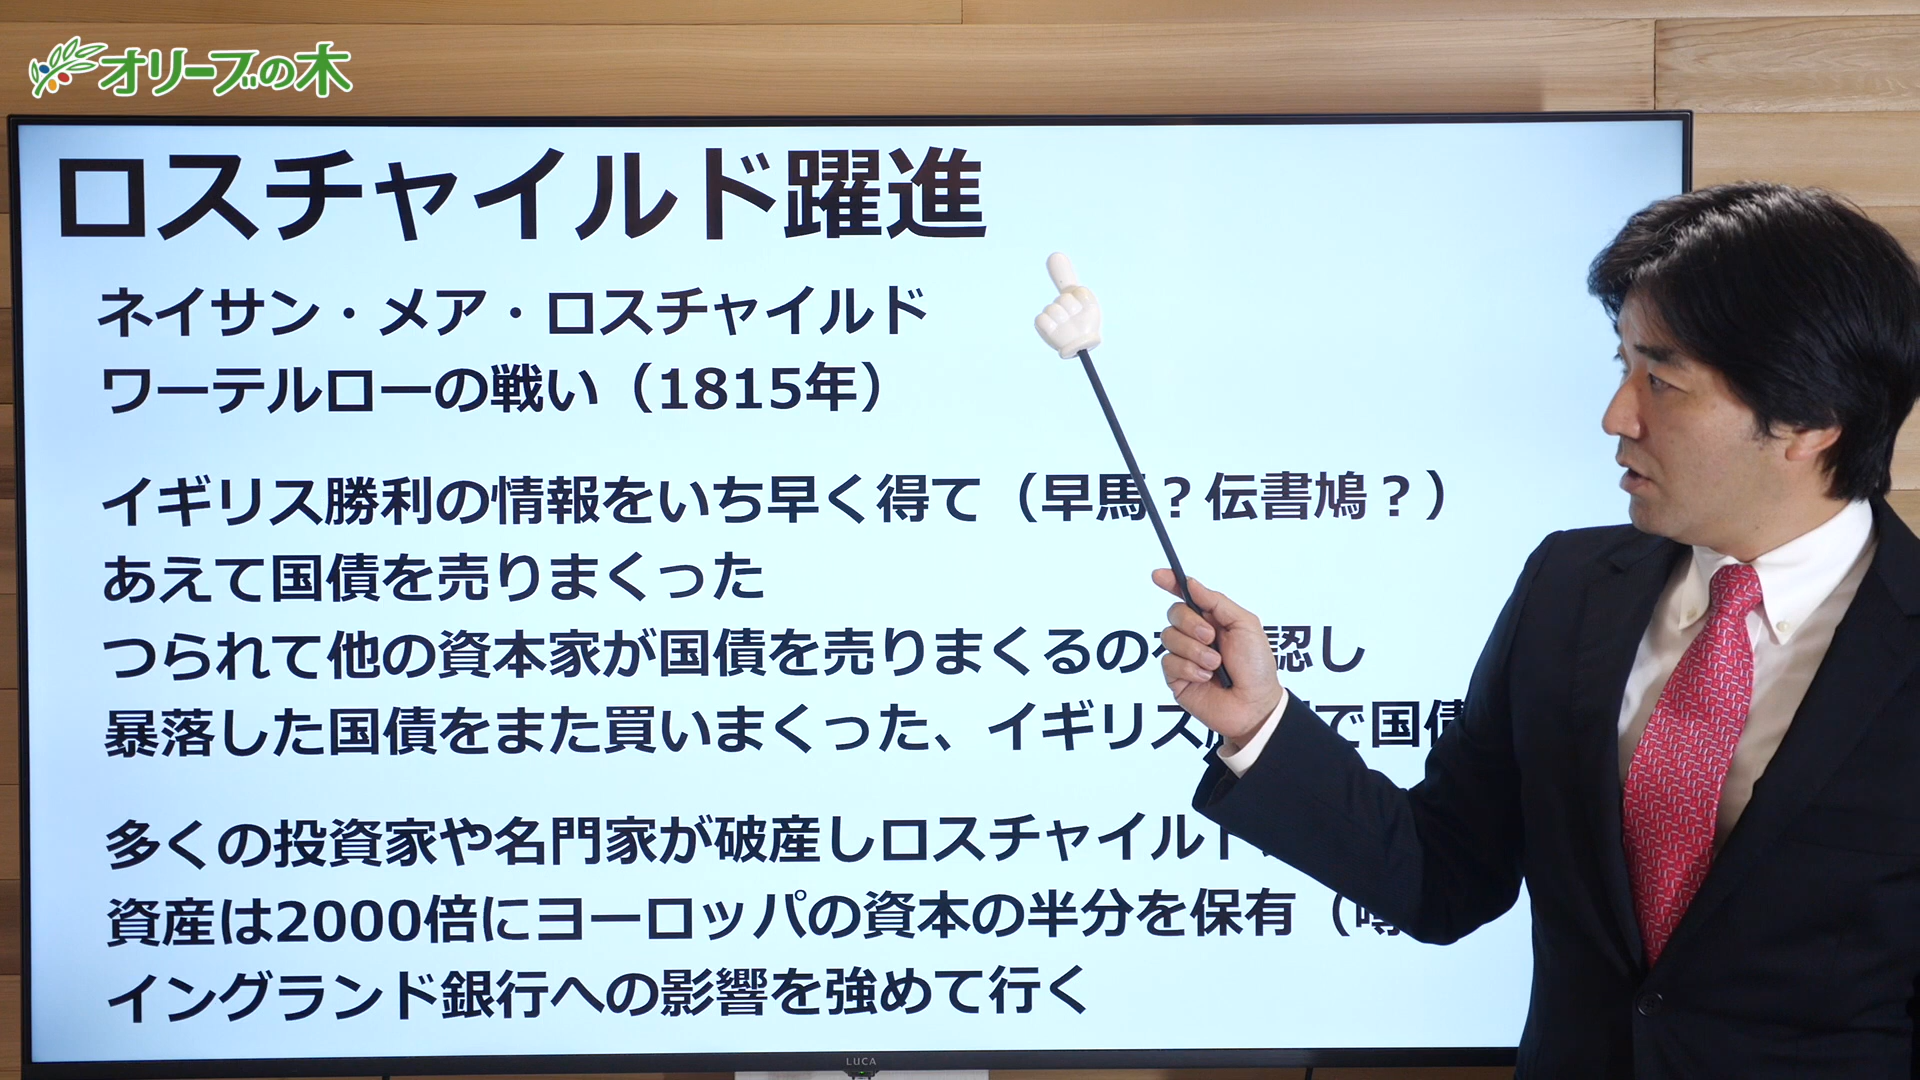 オリーブの木
ロスチャイルド躍進
ネイサン・メア・ロスチャイルド
ワーテルローの戦い（1815年）
イギリス勝利の情報をいち早く得て（早馬？伝書鳩？）
あえて国債を売りまくった
つられて他の資本家が国債を売りまくるの認し
暴落した国債をまた買いまくった、イギリスで国債
多くの投資家や名門家が破産しロスチャイルド
資産は2000倍にヨーロッパの資本の半分を保有（噂
イングランド銀行への影響を強めて行く
LUCA